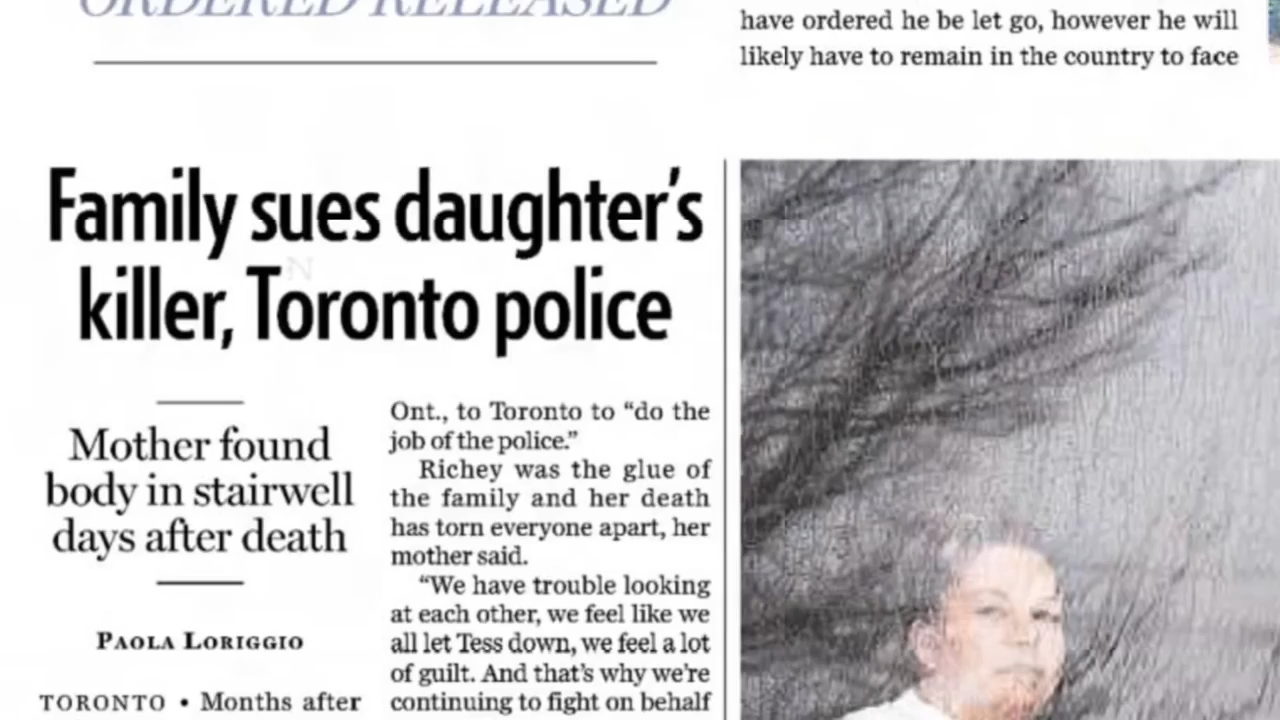 ORDERED RELEASED
have ordered he be let go, however he will
likely have to remain in the country to face
Family sues daughter's
killer, Toronto police
Mother found
body in stairwell
days after death
PAOLA LORIGGIO
TORONTO • Months after
Ont., to Toronto to “do the
job of the police.”
Richey was the glue of
the family and her death
has torn everyone apart, her
mother said.
“We have trouble looking
at each other, we feel like we
all let Tess down, we feel a lot
of guilt. And that's why we're
continuing to fight on behalf